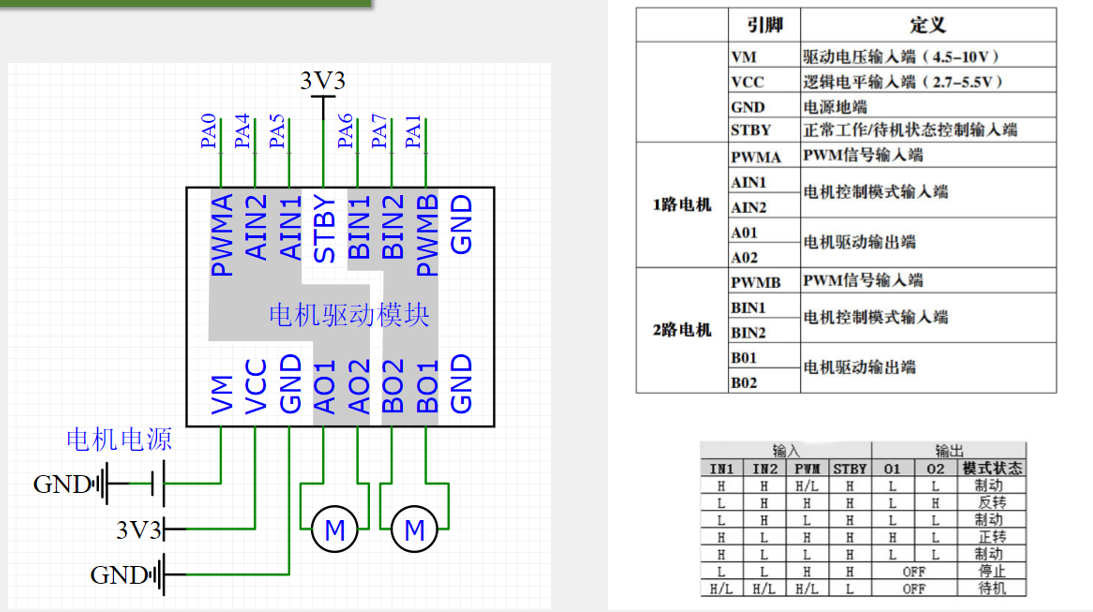 3V3
PA0
PA4
PA5
PA6
PA7
PA1
PWMA
AIN2
AIN1
STBY
BIN1
BIN2
PWMB
GND
电机驱动模块
VM
VCC
GND
AO1
AO2
BO2
BO1
GND
电机电源
GND
3V3
GND
M
M
引脚 定义
VM 驱动电压输入端（4.5-10V）
VCC 逻辑电平输入端（2.7-5.5V）
GND 电源地端
STBY 正常工作/待机状态控制输入端
1路电机
PWMA PWM信号输入端
AIN1
AIN2
电机控制模式输入端
A01
A02
电机驱动输出端
2路电机
PWMB PWM信号输入端
BIN1
BIN2
电机控制模式输入端
B01
B02
电机驱动输出端
输入 输出
IN1 IN2 PWM STBY O1 O2 模式状态
H H H/L H L L 制动
L H H H L H 反转
L H L H L L 制动
H L H H H L 正转
H L L H L L 制动
L L H H OFF 停止
H/L H/L H/L L OFF 待机